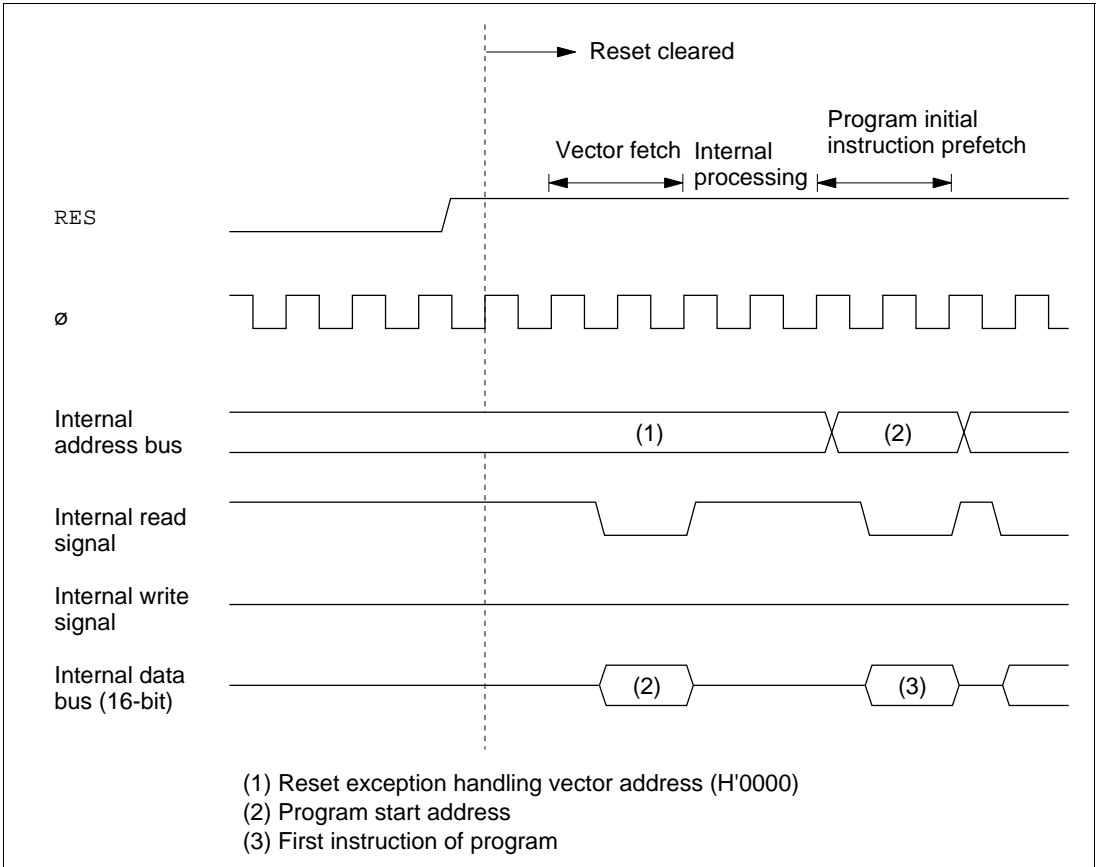 Reset cleared
Vector fetch
Internal
processing
Program initial
instruction prefetch
RES
ø
Internal
address bus
(1)
(2)
Internal read
signal
Internal write
signal
Internal data
bus (16-bit)
(2)
(3)
(1) Reset exception handling vector address (H'0000)
(2) Program start address
(3) First instruction of program